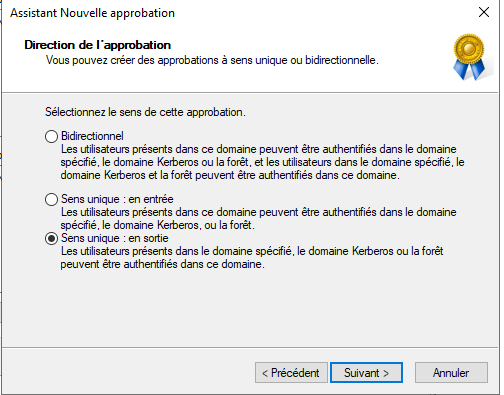 Assistant Nouvelle approbation
Direction de l'approbation
Vous pouvez créer des approbations à sens unique ou bidirectionnelle.
Sélectionnez le sens de cette approbation.
Bidirectionnel
Les utilisateurs présents dans ce domaine peuvent être authentifiés dans le domaine
spécifié, le domaine Kerberos ou la forêt, et les utilisateurs dans le domaine spécifié, le
domaine Kerberos et la forêt peuvent être authentifiés dans ce domaine.
Sens unique : en entrée
Les utilisateurs présents dans ce domaine peuvent être authentifiés dans le domaine
spécifié, le domaine Kerberos, ou la forêt.
Sens unique : en sortie
Les utilisateurs présents dans le domaine spécifié, le domaine Kerberos ou la forêt
peuvent être authentifiés dans ce domaine.
< Précédent
Suivant >
Annuler